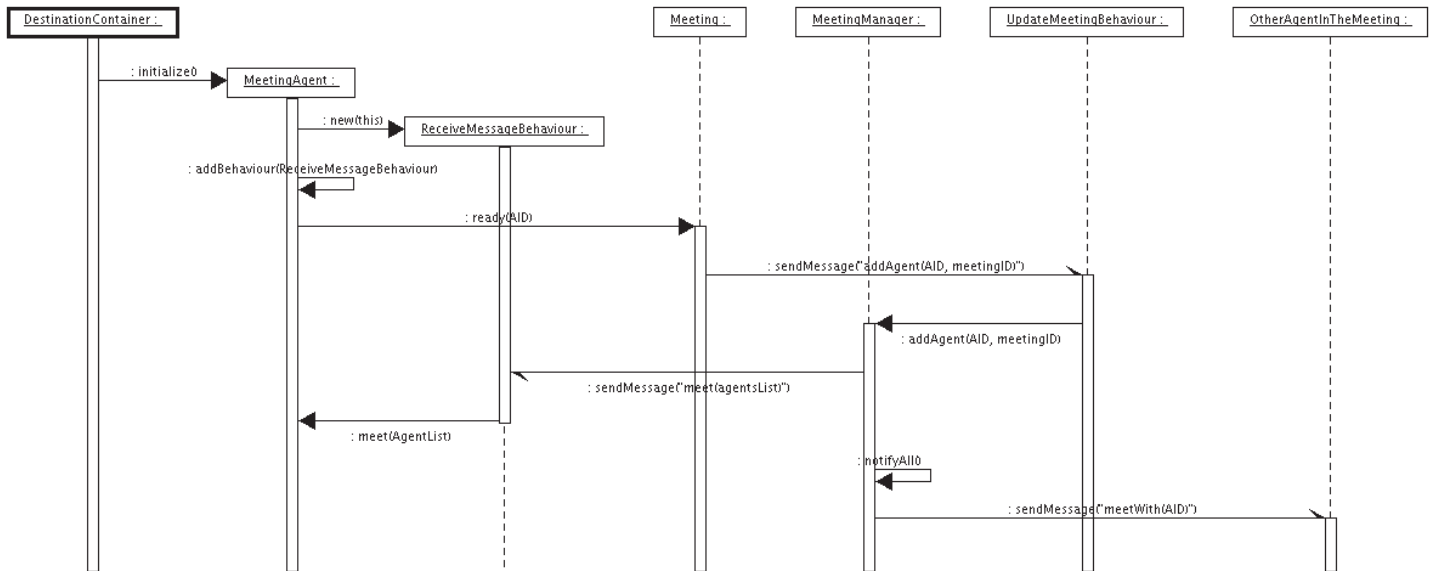 DestinationContainer :
Meeting :
MeetingManager :
UpdateMeetingBehaviour :
OtherAgentInTheMeeting :
: initialize()
MeetingAgent :
: new(this)
ReceiveMessageBehaviour :
: addBehaviour(ReceiveMessageBehaviour)
: ready(AID)
: sendMessage("addAgent(AID, meetingID)")
: addAgent(AID, meetingID)
: sendMessage("meet(agentsList)")
: meet(AgentList)
: notifyAll()
: sendMessage("meetWith(AID)")